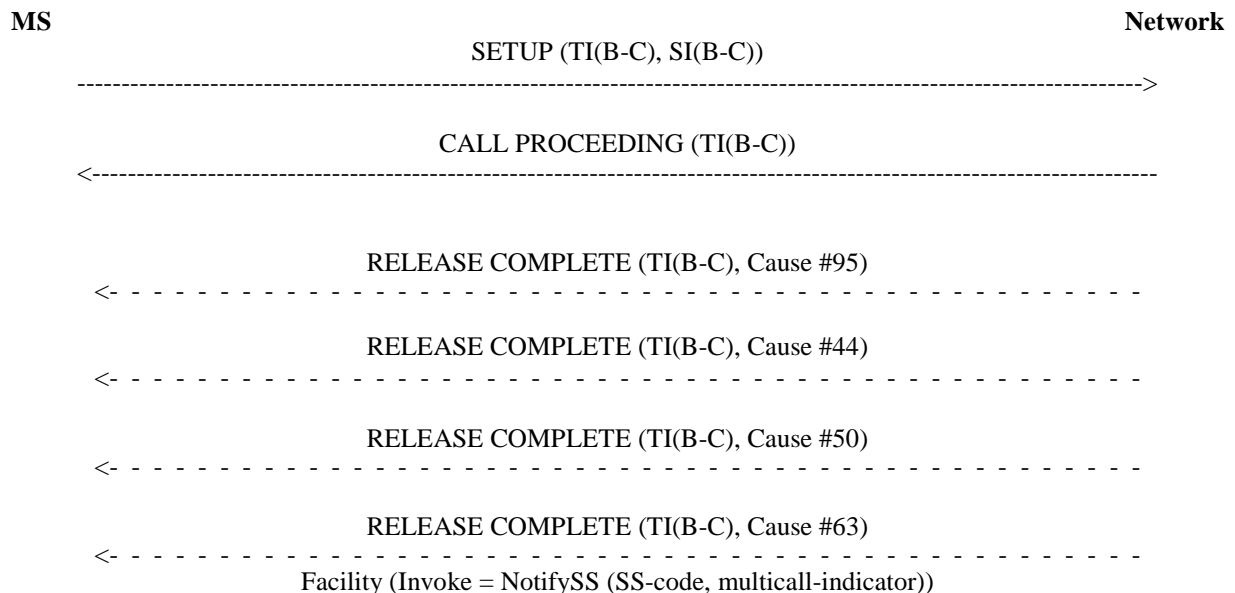 MS Network
SETUP (TI(B-C), SI(B-C))
------------------------------------------------------------------------------------------------------------------->
CALL PROCEEDING (TI(B-C))
<-------------------------------------------------------------------------------------------------------------------
RELEASE COMPLETE (TI(B-C), Cause #95)
<- - - - - - - - - - - - - - - - - - - - - - - - - - - - - - - - - - - - - - - - - - - - - - -
RELEASE COMPLETE (TI(B-C), Cause #44)
<- - - - - - - - - - - - - - - - - - - - - - - - - - - - - - - - - - - - - - - - - - - - - - -
RELEASE COMPLETE (TI(B-C), Cause #50)
<- - - - - - - - - - - - - - - - - - - - - - - - - - - - - - - - - - - - - - - - - - - - - - -
RELEASE COMPLETE (TI(B-C), Cause #63)
<- - - - - - - - - - - - - - - - - - - - - - - - - - - - - - - - - - - - - - - - - - - - - - -
Facility (Invoke = NotifySS (SS-code, multicall-indicator))